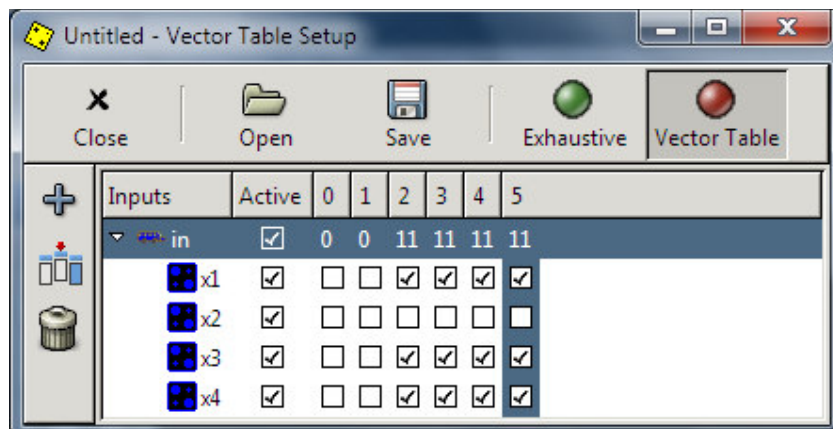 Untitled - Vector Table Setup
Close Open Save Exhaustive Vector Table
Inputs Active 0 1 2 3 4 5
in 0 0 11 11 11 11
x1
x2
x3
x4